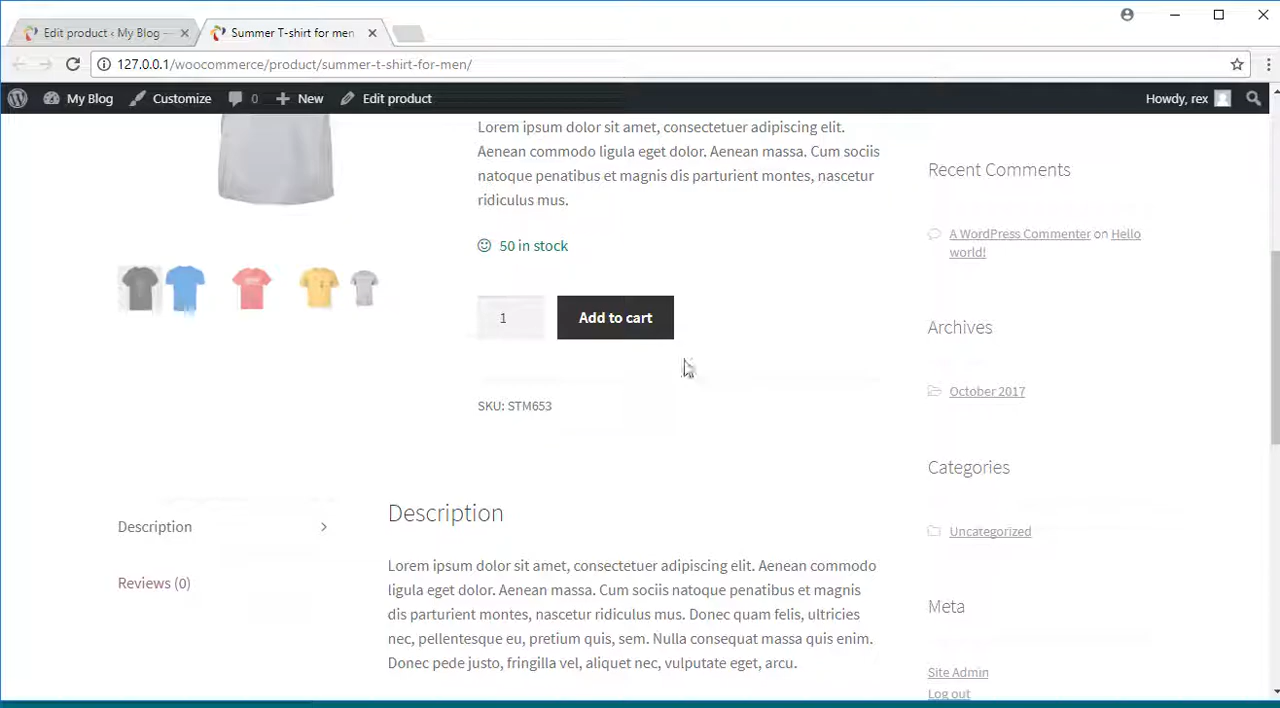 Edit product ‹ My Blog —
Summer T-shirt for men
127.0.0.1/woocommerce/product/summer-t-shirt-for-men/
My Blog
Customize
0
New
Edit product
Howdy, rex
Lorem ipsum dolor sit amet, consectetuer adipiscing elit.
Aenean commodo ligula eget dolor. Aenean massa. Cum sociis
natoque penatibus et magnis dis parturient montes, nascetur
ridiculus mus.
50 in stock
1
Add to cart
SKU: STM653
Description
Reviews (0)
Description
Lorem ipsum dolor sit amet, consectetuer adipiscing elit. Aenean commodo
ligula eget dolor. Aenean massa. Cum sociis natoque penatibus et magnis
dis parturient montes, nascetur ridiculus mus. Donec quam felis, ultricies
nec, pellentesque eu, pretium quis, sem. Nulla consequat massa quis enim.
Donec pede justo, fringilla vel, aliquet nec, vulputate eget, arcu.
Recent Comments
A WordPress Commenter on Hello
world!
Archives
October 2017
Categories
Uncategorized
Meta
Site Admin
Log out